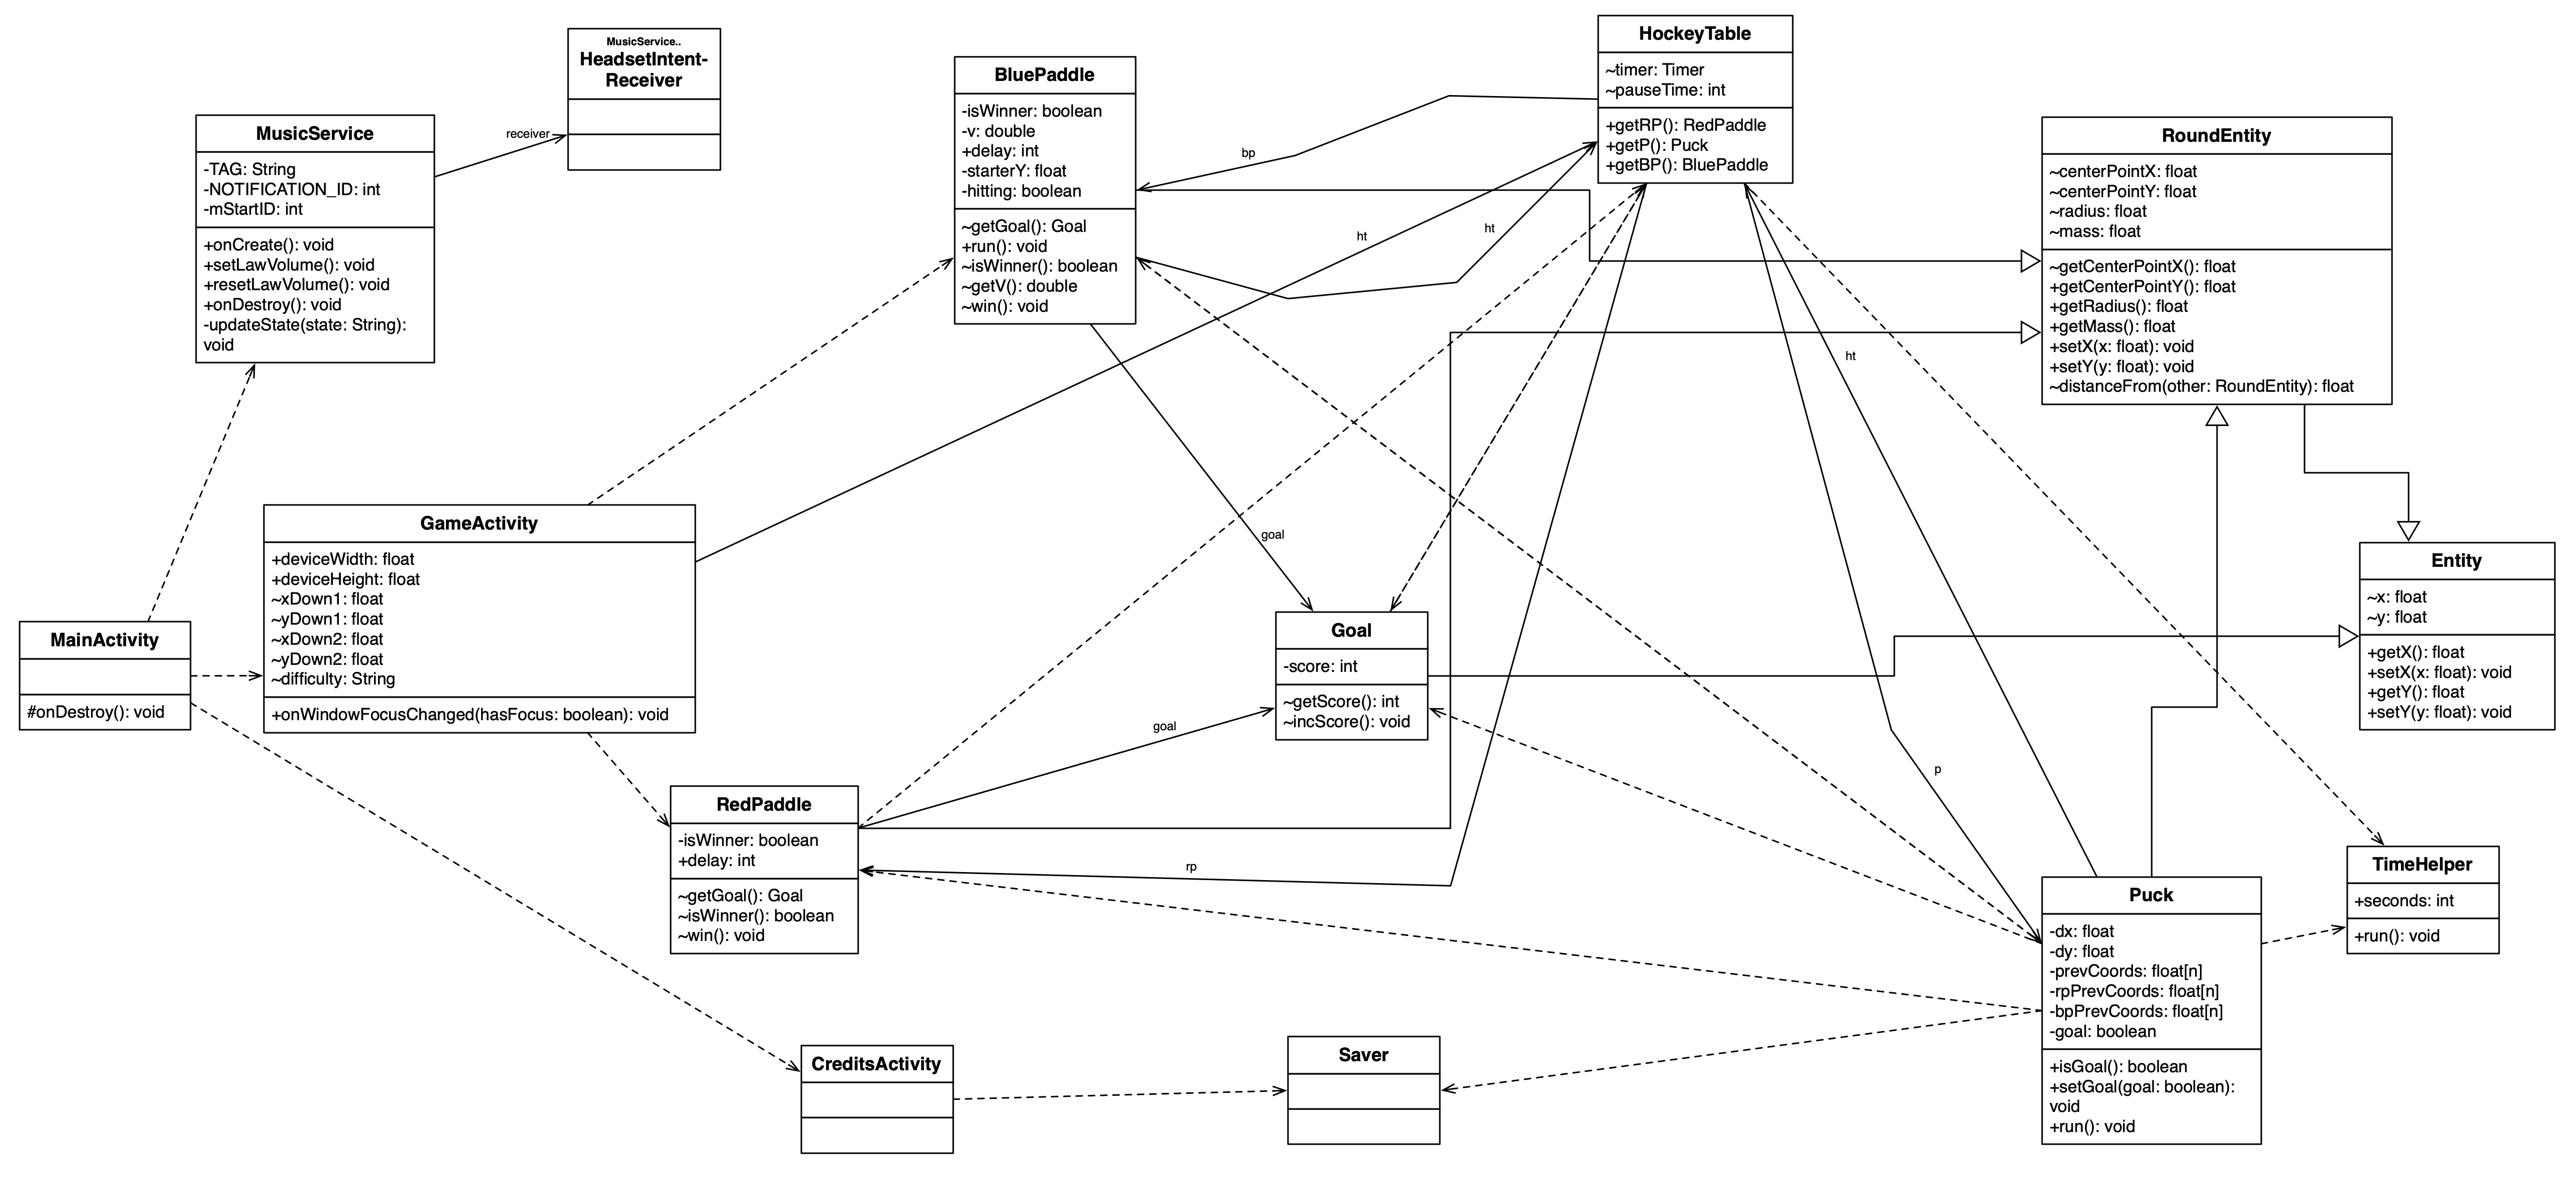 MusicService..
HeadsetIntent-
Receiver
MusicService
-TAG: String
-NOTIFICATION_ID: int
-mStartID: int
+onCreate(): void
+setLawVolume(): void
+resetLawVolume(): void
+onDestroy(): void
-updateState(state: String):
void
receiver
BluePaddle
-isWinner: boolean
-v: double
+delay: int
-starterY: float
-hitting: boolean
~getGoal(): Goal
+run(): void
~isWinner(): boolean
~getV(): double
~win(): void
HockeyTable
~timer: Timer
~pauseTime: int
+getRP(): RedPaddle
+getP(): Puck
+getBP(): BluePaddle
bp
ht
ht
ht
RoundEntity
~centerPointX: float
~centerPointY: float
~radius: float
~mass: float
~getCenterPointX(): float
+getCenterPointY(): float
+getRadius(): float
+getMass(): float
+setX(x: float): void
+setY(y: float): void
~distanceFrom(other: RoundEntity): float
GameActivity
+deviceWidth: float
+deviceHeight: float
~xDown1: float
~yDown1: float
~xDown2: float
~yDown2: float
~difficulty: String
+onWindowFocusChanged(hasFocus: boolean): void
MainActivity
#onDestroy(): void
goal
Goal
-score: int
~getScore(): int
~incScore(): void
Entity
~x: float
~y: float
+getX(): float
+setX(x: float): void
+getY(): float
+setY(y: float): void
goal
p
rp
RedPaddle
-isWinner: boolean
+delay: int
~getGoal(): Goal
~isWinner(): boolean
~win(): void
TimeHelper
+seconds: int
+run(): void
Puck
-dx: float
-dy: float
-prevCoords: float[n]
-rpPrevCoords: float[n]
-bpPrevCoords: float[n]
-goal: boolean
+isGoal(): boolean
+setGoal(goal: boolean):
void
+run(): void
CreditsActivity
Saver